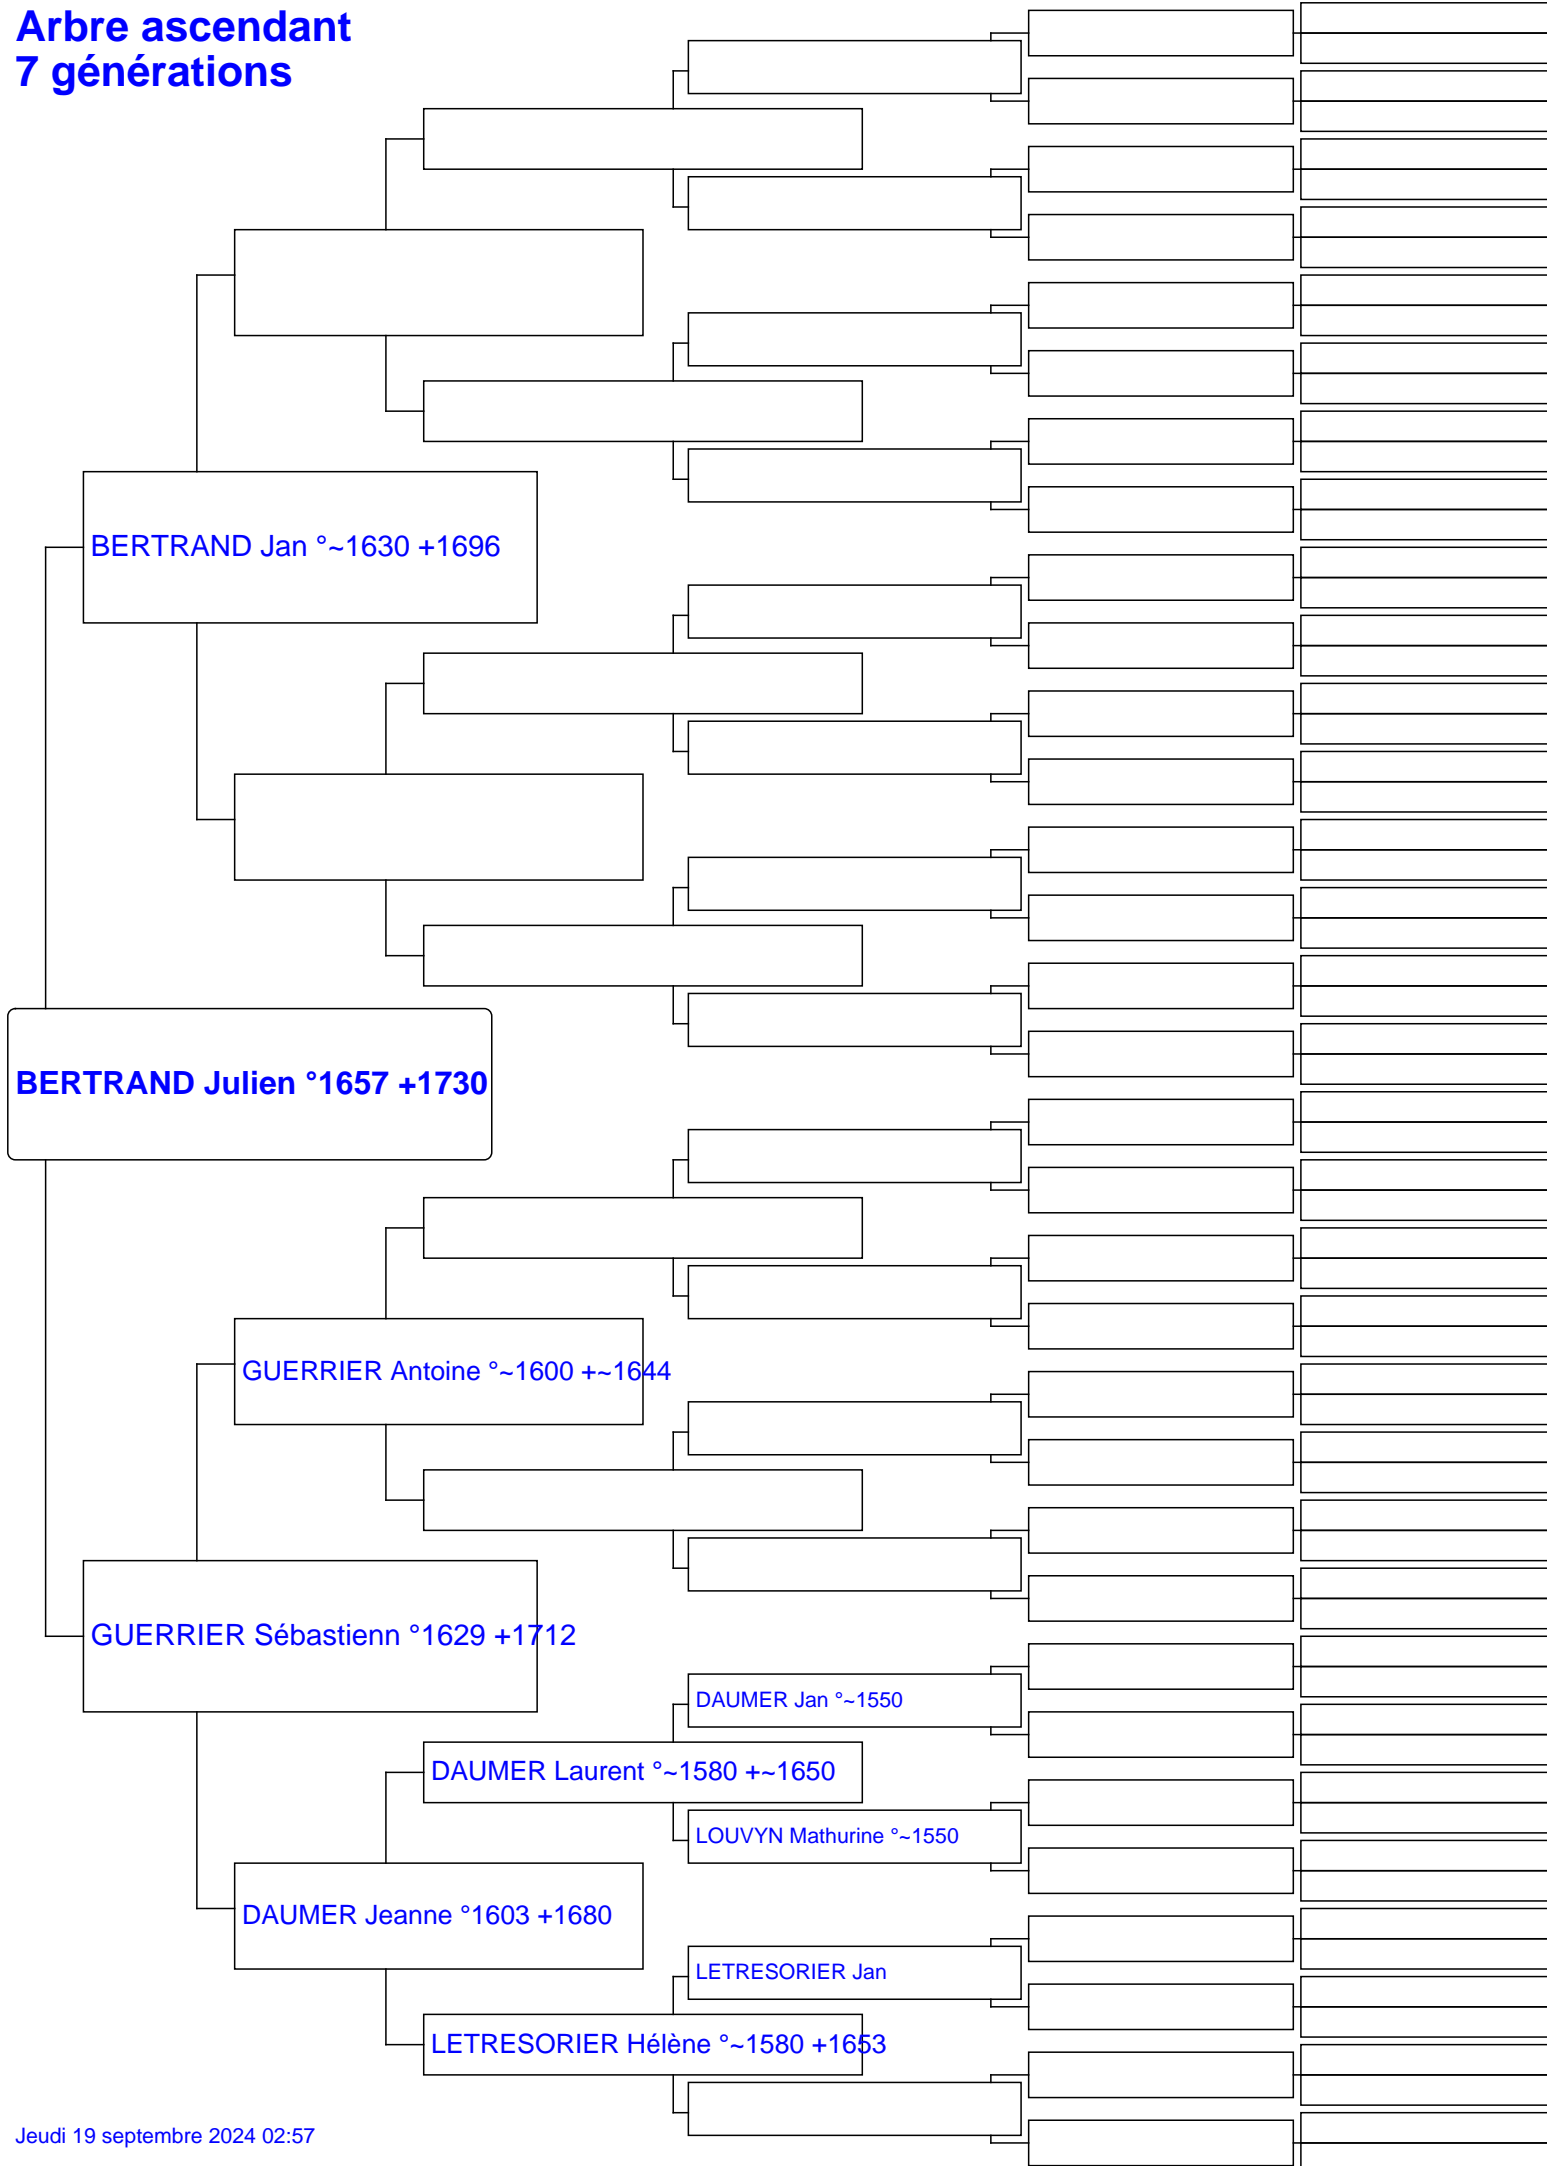 Arbre ascendant
7 générations
BERTRAND Jan °~1630 +1696
BERTRAND Julien °1657 +1730
GUERRIER Antoine °~1600 +~1644
GUERRIER Sébastienn °1629 +1712
DAUMER Jan °~1550
DAUMER Laurent °~1580 +~1650
LOUVYN Mathurine °~1550
DAUMER Jeanne °1603 +1680
LETRESORIER Jan
LETRESORIER Hélène °~1580 +1653
Jeudi 19 septembre 2024 02:57